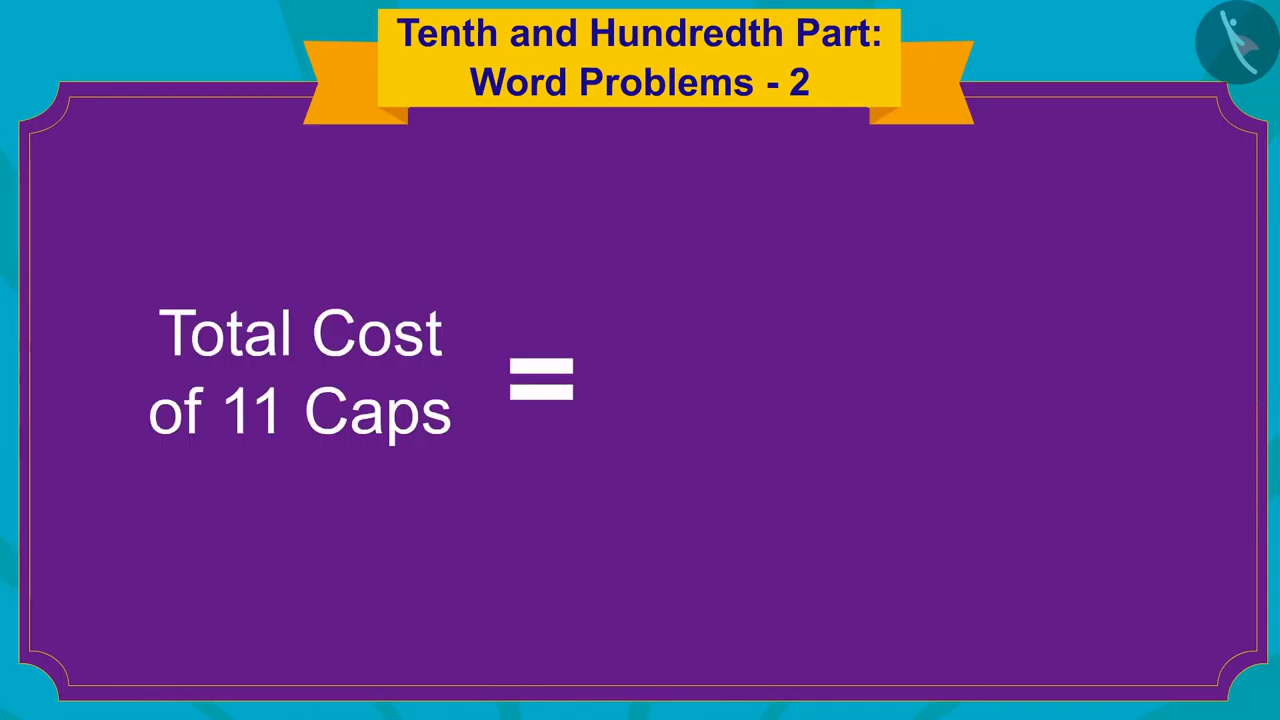 Tenth and Hundredth Part:
Word Problems - 2
Total Cost
of 11 Caps
=